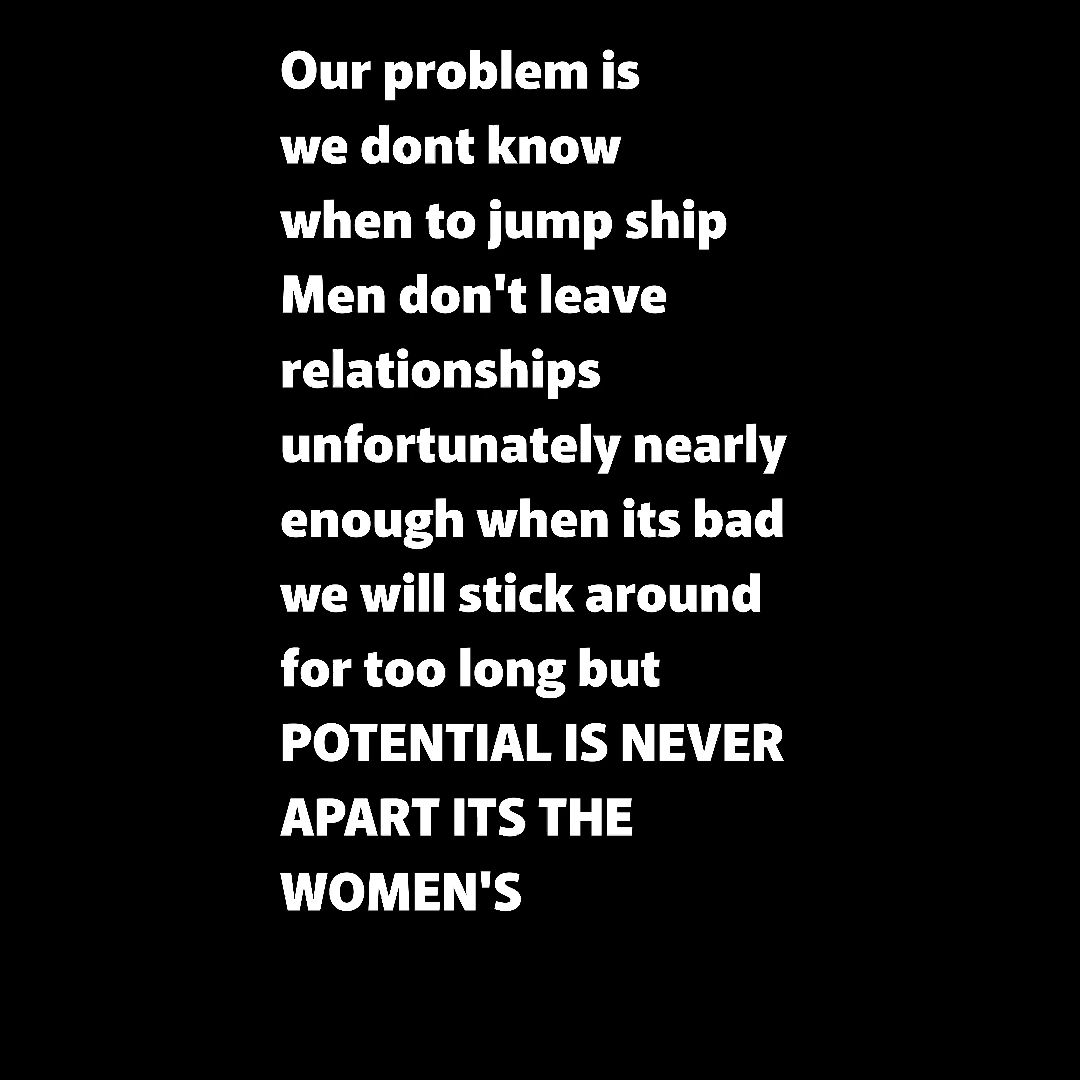 Our problem is
we dont know
when to jump ship
Men don't leave
relationships
unfortunately nearly
enough when its bad
we will stick around
for too long but
POTENTIAL IS NEVER
APART ITS THE
WOMEN'S